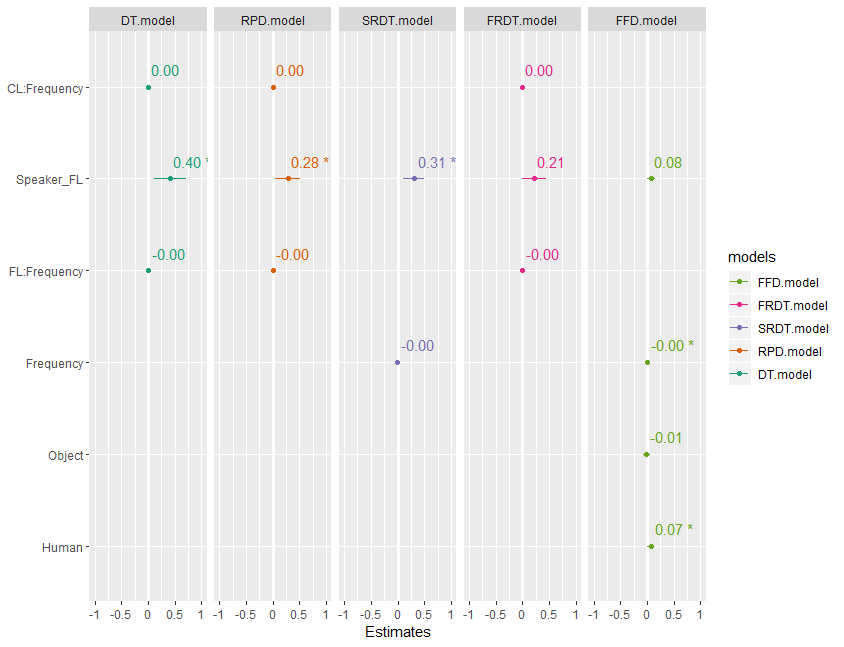 DT.model RPD.model SRDT.model FRDT.model FFD.model
CL:Frequency 0.00 0.00 0.00
Speaker_FL 0.40 * 0.28 * 0.31 * 0.21 0.08
FL:Frequency -0.00 -0.00 -0.00
Frequency -0.00 -0.00 *
Object -0.01
Human 0.07 *
-1 -0.5 0 0.5 1 -1 -0.5 0 0.5 1 -1 -0.5 0 0.5 1 -1 -0.5 0 0.5 1 -1 -0.5 0 0.5 1
Estimates
models
FFD.model
FRDT.model
SRDT.model
RPD.model
DT.model